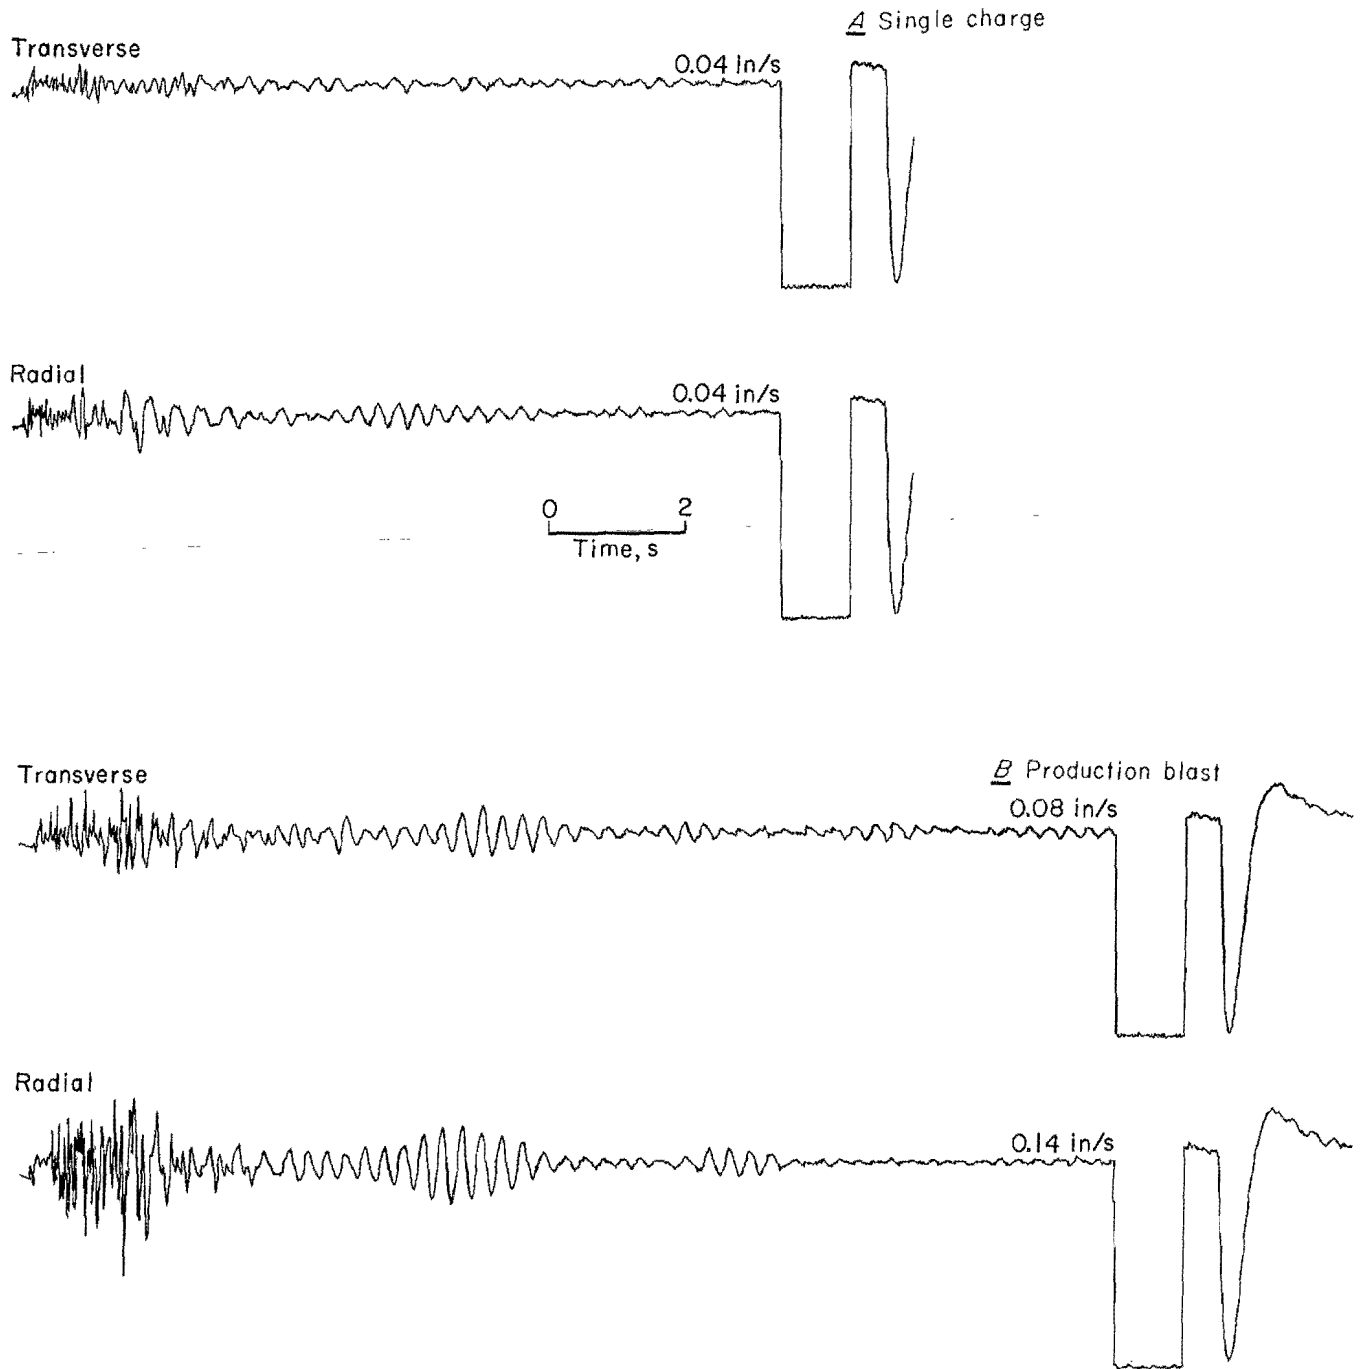 A Single charge
Transverse
0.04 in/s
Radial
0.04 in/s
0 2
Time, s
B Production blast
Transverse
0.08 in/s
Radial
0.14 in/s